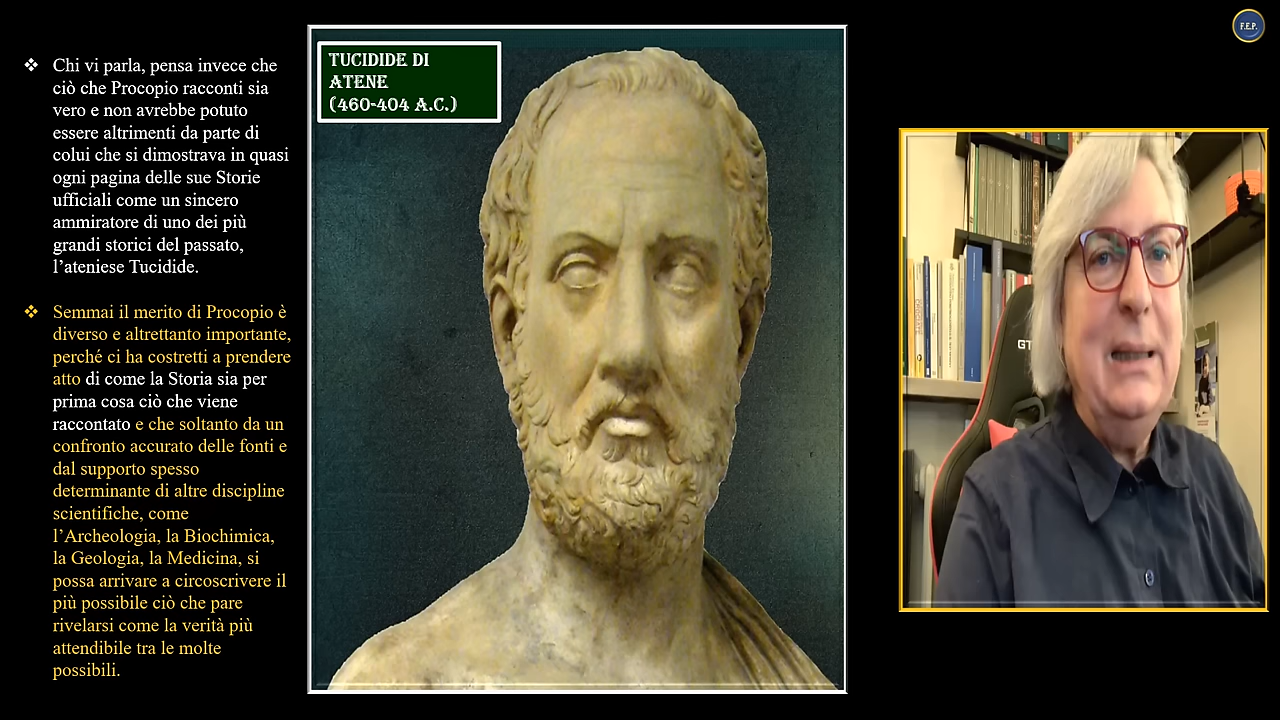 ❖ Chi vi parla, pensa invece che
ciò che Procopio racconti sia
vero e non avrebbe potuto
essere altrimenti da parte di
colui che si dimostrava in quasi
ogni pagina delle sue Storie
ufficiali come un sincero
ammiratore di uno dei più
grandi storici del passato,
l’ateniese Tucidide.
❖ Semmai il merito di Procopio è
diverso e altrettanto importante,
perché ci ha costretti a prendere
atto di come la Storia sia per
prima cosa ciò che viene
raccontato e che soltanto da un
confronto accurato delle fonti e
dal supporto spesso
determinante di altre discipline
scientifiche, come
l’Archeologia, la Biochimica,
la Geologia, la Medicina, si
possa arrivare a circoscrivere il
più possibile ciò che pare
rivelarsi come la verità più
attendibile tra le molte
possibili.
TUCIDIDE DI
ATENE
(460-404 A.C.)
F.E.P.
GT